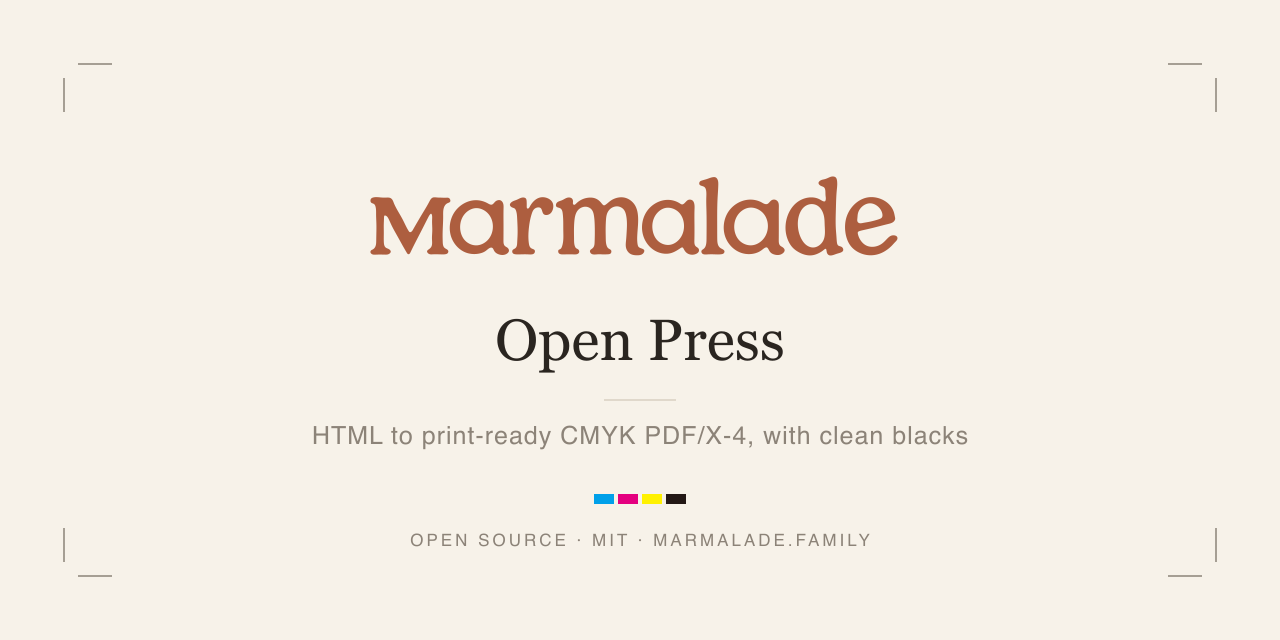 Marmalade
Open Press
HTML to print-ready CMYK PDF/X-4, with clean blacks
OPEN SOURCE · MIT · MARMALADE.FAMILY